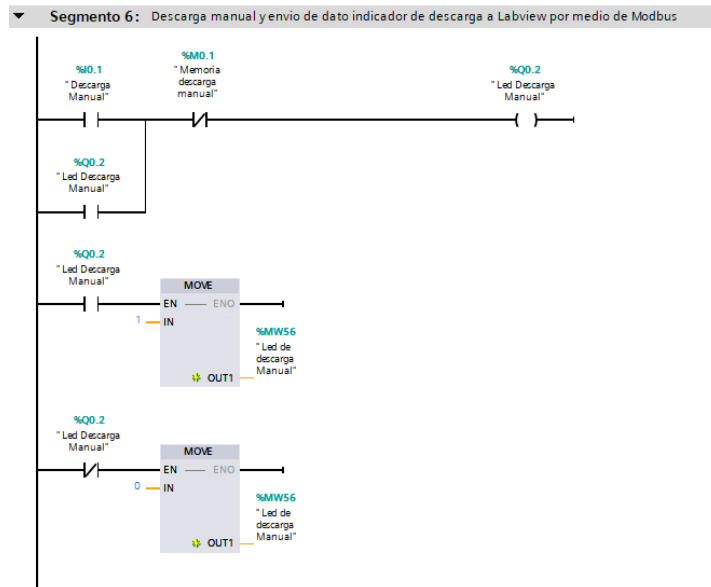 Segmento 6: Descarga manual y envio de dato indicador de descarga a Labview por medio de Modbus
%I0.1
"Descarga
Manual"
%M0.1
"Memoria
descarga
manual"
%Q0.2
"Led Descarga
Manual"
%Q0.2
"Led Descarga
Manual"
%Q0.2
"Led Descarga
Manual"
MOVE
EN
ENO
1
IN
%MW56
"Led de
descarga
Manual"
OUT1
%Q0.2
"Led Descarga
Manual"
MOVE
EN
ENO
0
IN
%MW56
"Led de
descarga
Manual"
OUT1